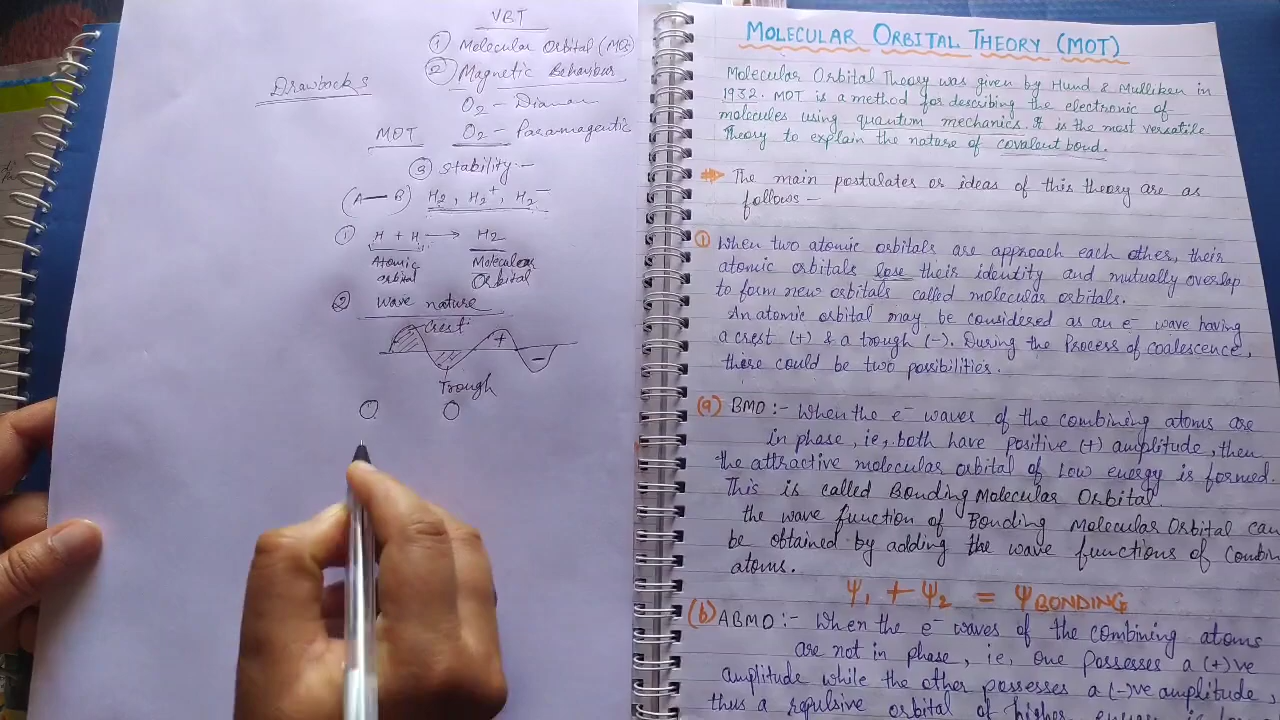 VBT
① Molecular Orbital (MOs)
② Magnetic Behaviour
Drawbacks
O2 - Diamag
MOT
O2 - Paramagentic
③ Stability:-
(A—B) H2, H2+, H2-
① H + H → H2
Atomic orbital
Molecular Orbital
② wave nature
Crest
+
-
Trough
MOLECULAR ORBITAL THEORY (MOT)
Molecular Orbital Theory was given by Hund & Mulliken in
1932. MOT is a method for describing the electronic of
molecules using quantum mechanics. It is the most versatile
Theory to explain the nature of covalent bond.
The main postulates or ideas of this theory are as
follows -
① When two atomic orbitals are approach each other, their
atomic orbitals lose their identity and mutually overlap
to form new orbitals called molecular orbitals.
An atomic orbital may be considered as an e- wave having
a crest (+) & a trough (-). During the Process of coalescence,
there could be two possibilities.
(a) BMO :- When the e- waves of the combining atoms are
in phase, ie, both have positive (+) amplitude, then
the attractive molecular orbital of Low energy is formed.
This is called Bonding Molecular Orbital.
the wave function of Bonding Molecular Orbital can
be obtained by adding the wave functions of Combin
atoms.
Ψ1 + Ψ2 = Ψ BONDING
(b) ABMO :- When the e- waves of the combining atoms
are not in phase, ie, one possesses a (+)ve
amplitude while the other possesses (-)ve amplitude,
thus a repulsive orbital of higher